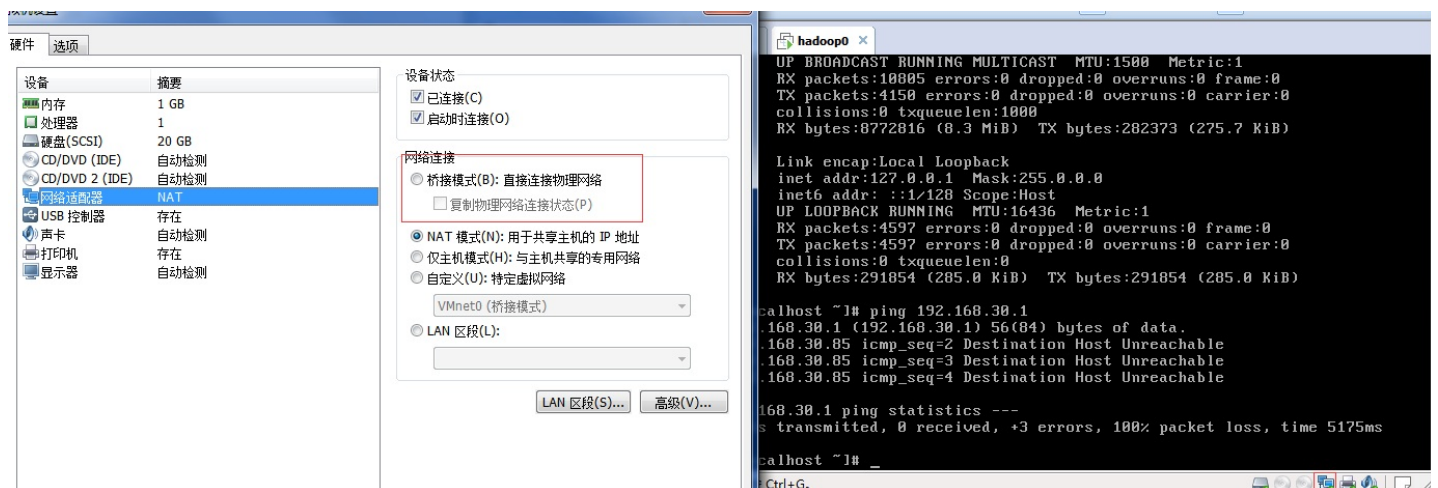 硬件 选项
设备 摘要
内存 1 GB
处理器 1
硬盘(SCSI) 20 GB
CD/DVD (IDE) 自动检测
CD/DVD 2 (IDE) 自动检测
网络适配器 NAT
USB 控制器 存在
声卡 自动检测
打印机 存在
显示器 自动检测
设备状态
已连接(C)
启动时连接(O)
网络连接
桥接模式(B): 直接连接物理网络
复制物理网络连接状态(P)
NAT 模式(N): 用于共享主机的 IP 地址
仅主机模式(H): 与主机共享的专用网络
自定义(U): 特定虚拟网络
VMnet0 (桥接模式)
LAN 区段(L):
LAN 区段(S)... 高级(V)...
hadoop0 ×
UP BROADCAST RUNNING MULTICAST MTU:1500 Metric:1
RX packets:10805 errors:0 dropped:0 overruns:0 frame:0
TX packets:4150 errors:0 dropped:0 overruns:0 carrier:0
collisions:0 txqueuelen:1000
RX bytes:8772816 (8.3 MiB) TX bytes:282373 (275.7 KiB)
Link encap:Local Loopback
inet addr:127.0.0.1 Mask:255.0.0.0
inet6 addr: ::1/128 Scope:Host
UP LOOPBACK RUNNING MTU:16436 Metric:1
RX packets:4597 errors:0 dropped:0 overruns:0 frame:0
TX packets:4597 errors:0 dropped:0 overruns:0 carrier:0
collisions:0 txqueuelen:0
RX bytes:291854 (285.0 KiB) TX bytes:291854 (285.0 KiB)
calhost ~]# ping 192.168.30.1
.168.30.1 (192.168.30.1) 56(84) bytes of data.
.168.30.85 icmp_seq=2 Destination Host Unreachable
.168.30.85 icmp_seq=3 Destination Host Unreachable
.168.30.85 icmp_seq=4 Destination Host Unreachable
168.30.1 ping statistics ---
s transmitted, 0 received, +3 errors, 100% packet loss, time 5175ms
calhost ~]# _
Ctrl+G。